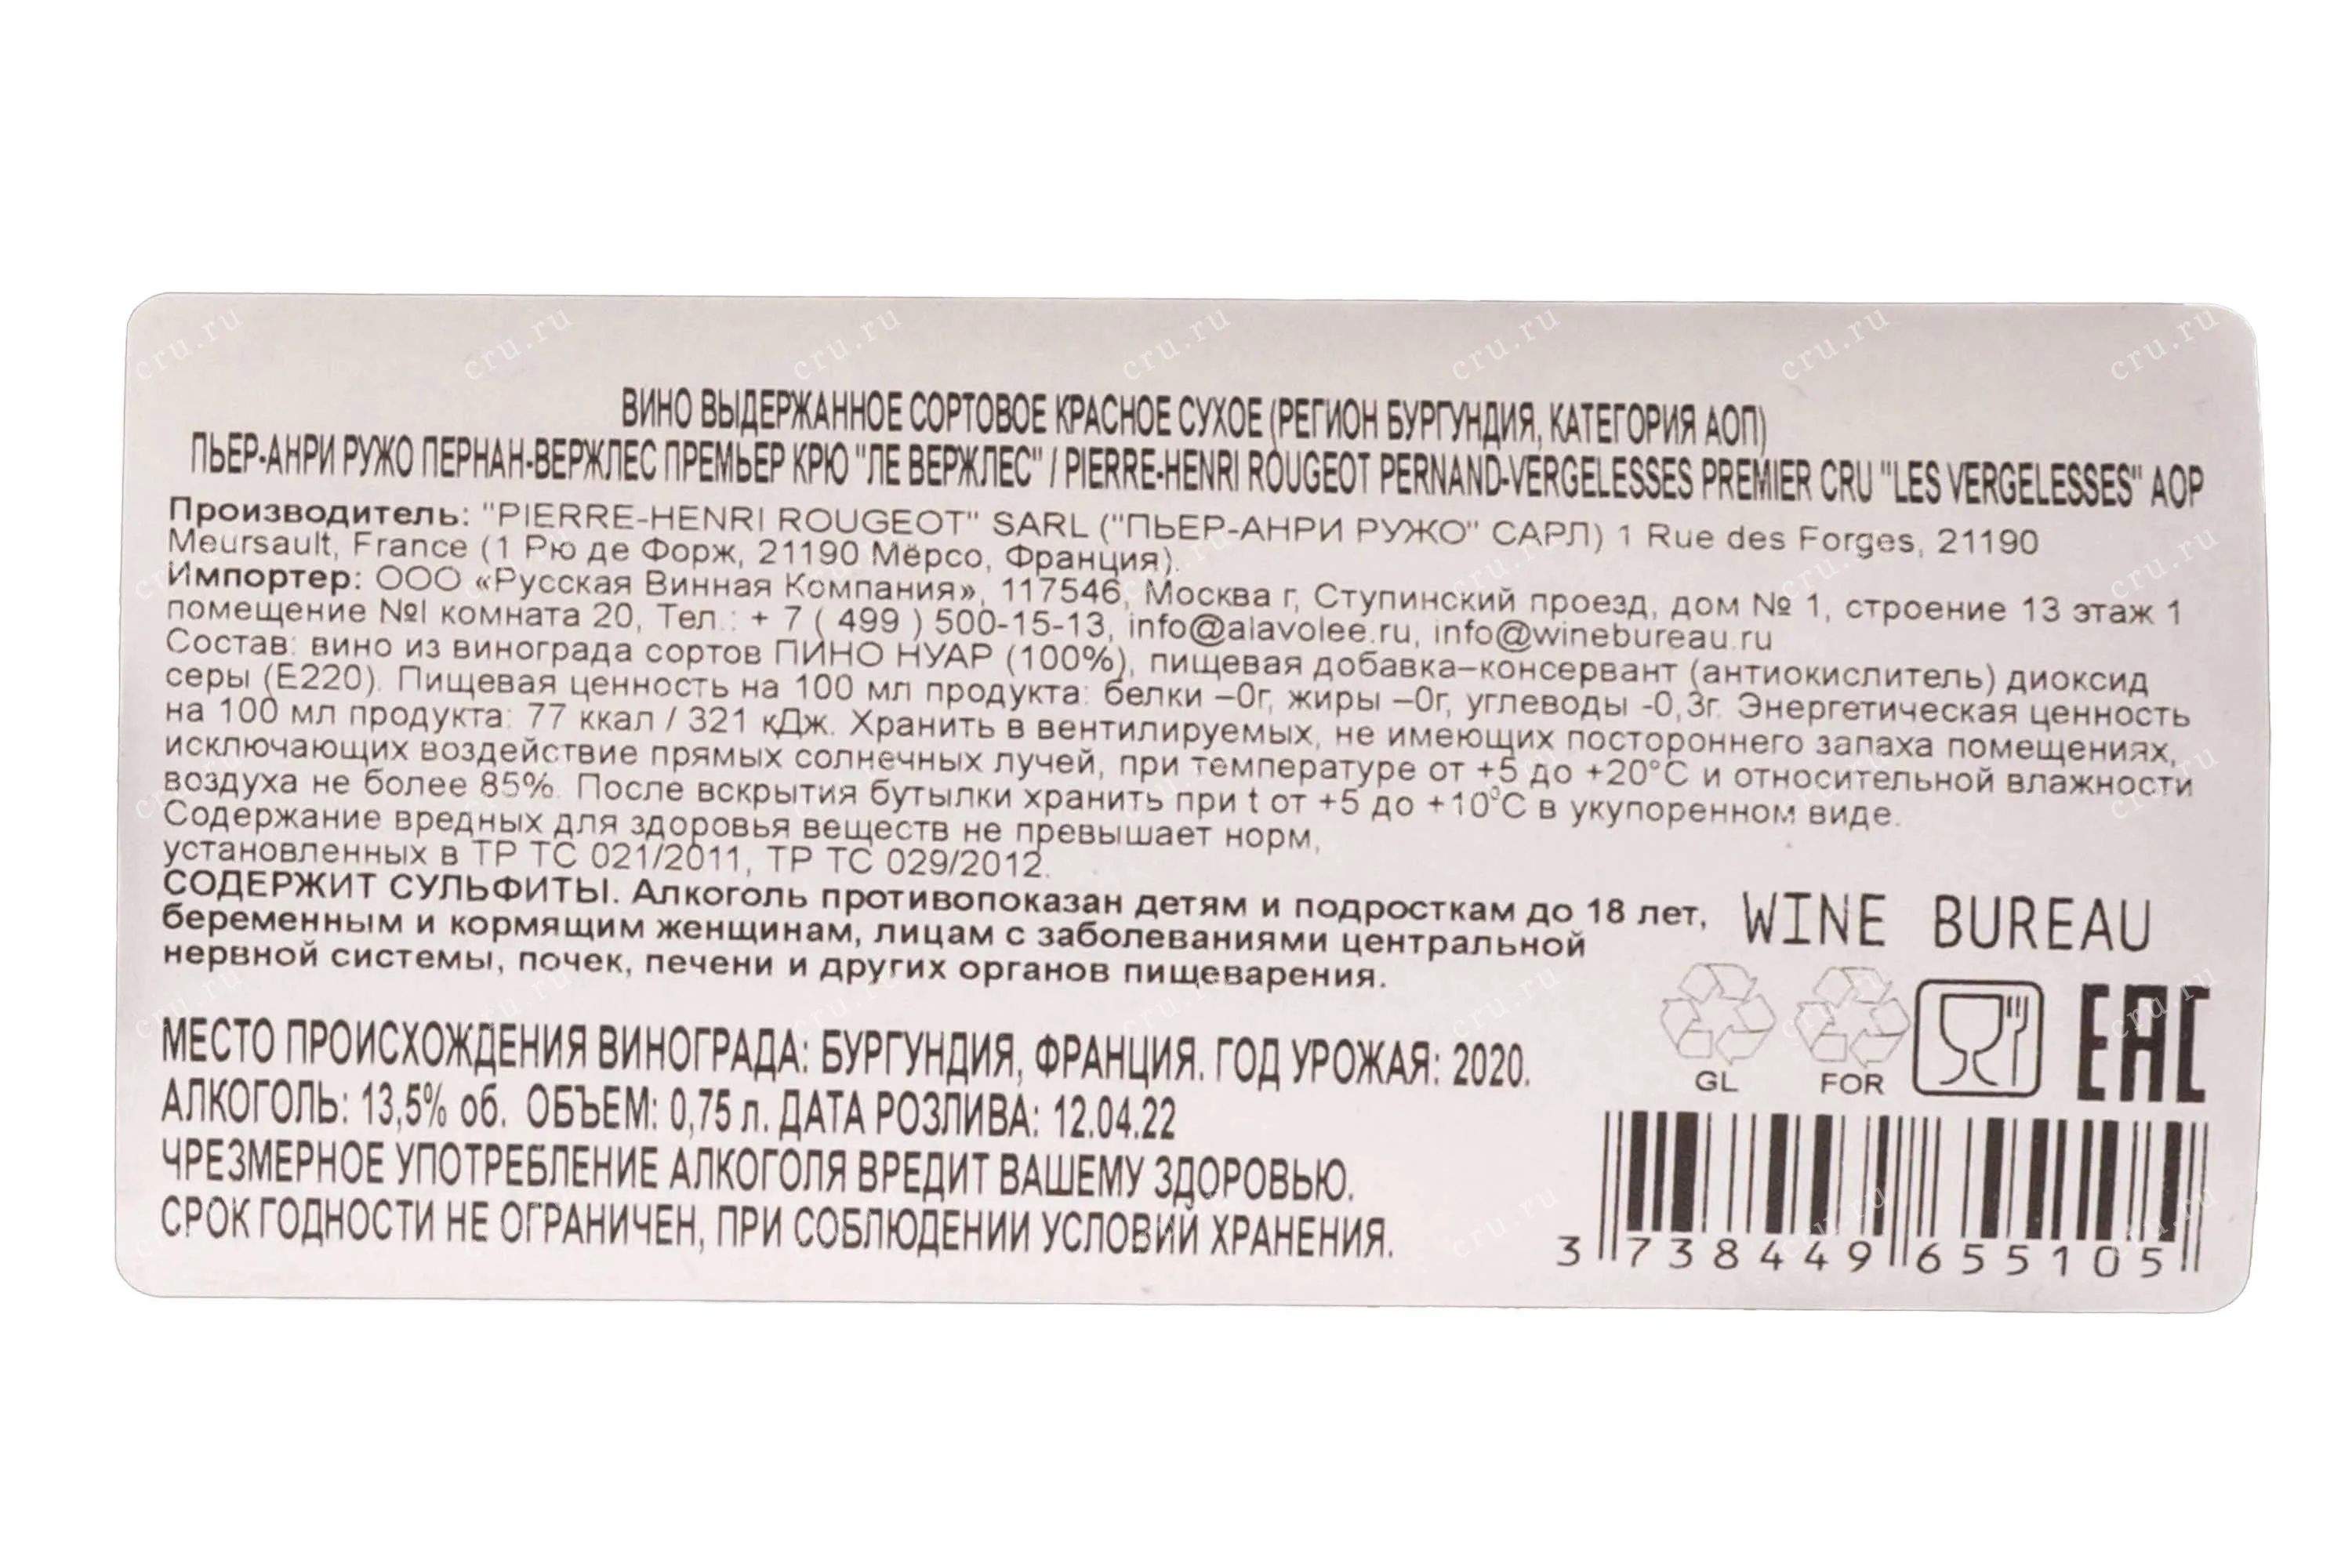 ВИНО ВЫДЕРЖАННОЕ СОРТОВОЕ КРАСНОЕ СУХОЕ (РЕГИОН БУРГУНДИЯ, КАТЕГОРИЯ АОП)
ПЬЕР-АНРИ РУЖО ПЕРНАН-ВЕРЖЛЕС ПРЕМЬЕР КРЮ "ЛЕ ВЕРЖЛЕС" / PIERRE-HENRI ROUGEOT PERNAND-VERGELESSES PREMIER CRU "LES VERGELESSES" AOP
Производитель: "PIERRE-HENRI ROUGEOT" SARL ("ПЬЕР-АНРИ РУЖО" САРЛ) 1 Rue des Forges, 21190
Meursault, France (1 Рю де Форж, 21190 Мёрсо, Франция).
Импортер: ООО «Русская Винная Компания», 117546, Москва г, Ступинский проезд, дом № 1, строение 13 этаж 1
помещение №I комната 20, Тел.: + 7 ( 499 ) 500-15-13, info@alavolee.ru, info@winebureau.ru
Состав: вино из винограда сортов ПИНО НУАР (100%), пищевая добавка–консервант (антиокислитель) диоксид
серы (Е220). Пищевая ценность на 100 мл продукта: белки –0г, жиры –0г, углеводы -0,3г. Энергетическая ценность
на 100 мл продукта: 77 ккал / 321 кДж. Хранить в вентилируемых, не имеющих постороннего запаха помещениях,
исключающих воздействие прямых солнечных лучей, при температуре от +5 до +20°С и относительной влажности
воздуха не более 85%. После вскрытия бутылки хранить при t от +5 до +10°С в укупоренном виде.
Содержание вредных для здоровья веществ не превышает норм,
установленных в ТР ТС 021/2011, ТР ТС 029/2012.
СОДЕРЖИТ СУЛЬФИТЫ. Алкоголь противопоказан детям и подросткам до 18 лет,
беременным и кормящим женщинам, лицам с заболеваниями центральной
нервной системы, почек, печени и других органов пищеварения.
WINE BUREAU
GL FOR EAC
МЕСТО ПРОИСХОЖДЕНИЯ ВИНОГРАДА: БУРГУНДИЯ, ФРАНЦИЯ. ГОД УРОЖАЯ: 2020.
АЛКОГОЛЬ: 13,5% об. ОБЪЕМ: 0,75 л. ДАТА РОЗЛИВА: 12.04.22
ЧРЕЗМЕРНОЕ УПОТРЕБЛЕНИЕ АЛКОГОЛЯ ВРЕДИТ ВАШЕМУ ЗДОРОВЬЮ.
СРОК ГОДНОСТИ НЕ ОГРАНИЧЕН, ПРИ СОБЛЮДЕНИИ УСЛОВИЙ ХРАНЕНИЯ.
3 738449 655105
cru.ru